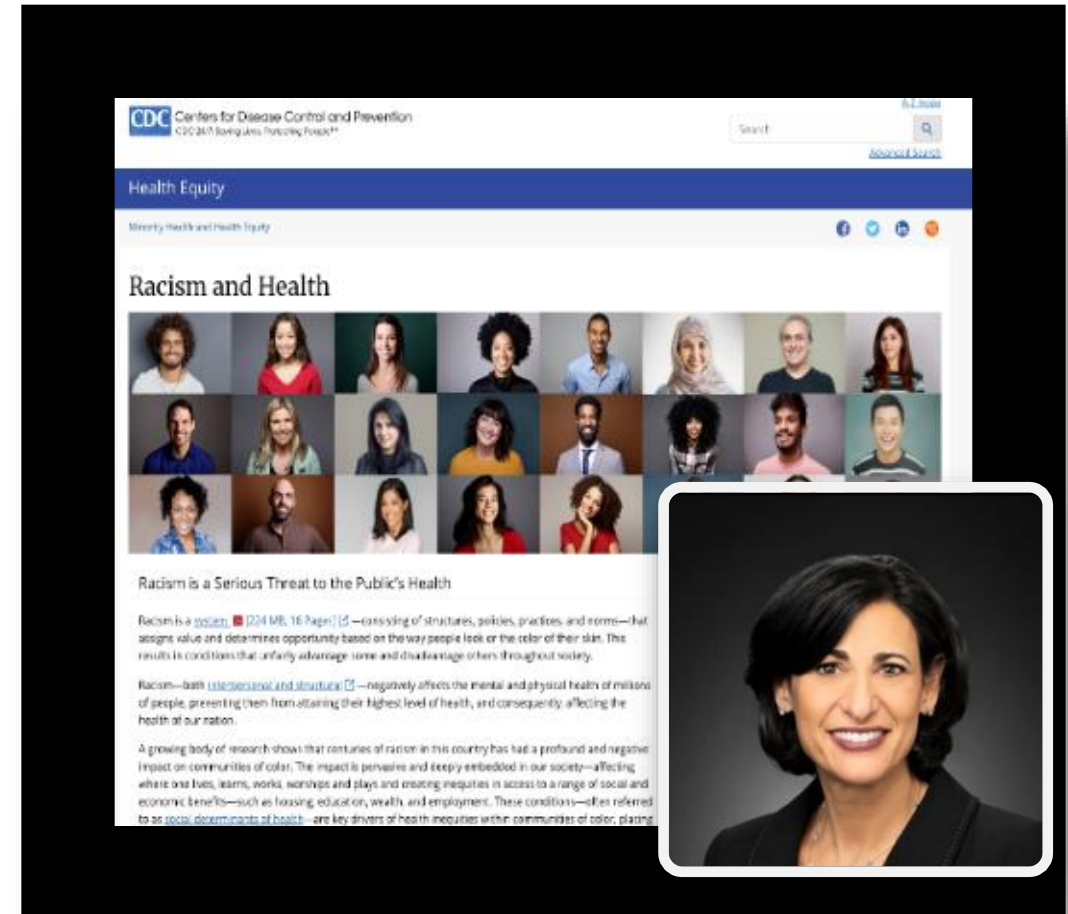 A-Z Index
CDC Centers for Disease Control and Prevention
CDC 24/7: Saving Lives, Protecting People™
Search
Advanced Search
Health Equity
Minority Health and Health Equity
Racism and Health
Racism is a Serious Threat to the Public's Health
Racism is a system [224 MB, 16 Pages] —consisting of structures, policies, practices, and norms—that
assigns value and determines opportunity based on the way people look or the color of their skin. This
results in conditions that unfairly advantage some and disadvantage others throughout society.
Racism—both interpersonal and structural —negatively affects the mental and physical health of millions
of people, preventing them from attaining their highest level of health, and consequently, affecting the
health of our nation.
A growing body of research shows that centuries of racism in this country has had a profound and negative
impact on communities of color. The impact is pervasive and deeply embedded in our society—affecting
where one lives, learns, works, worships and plays and creating inequities in access to a range of social and
economic benefits—such as housing, education, wealth, and employment. These conditions—often referred
to as social determinants of health—are key drivers of health inequities within communities of color, placing